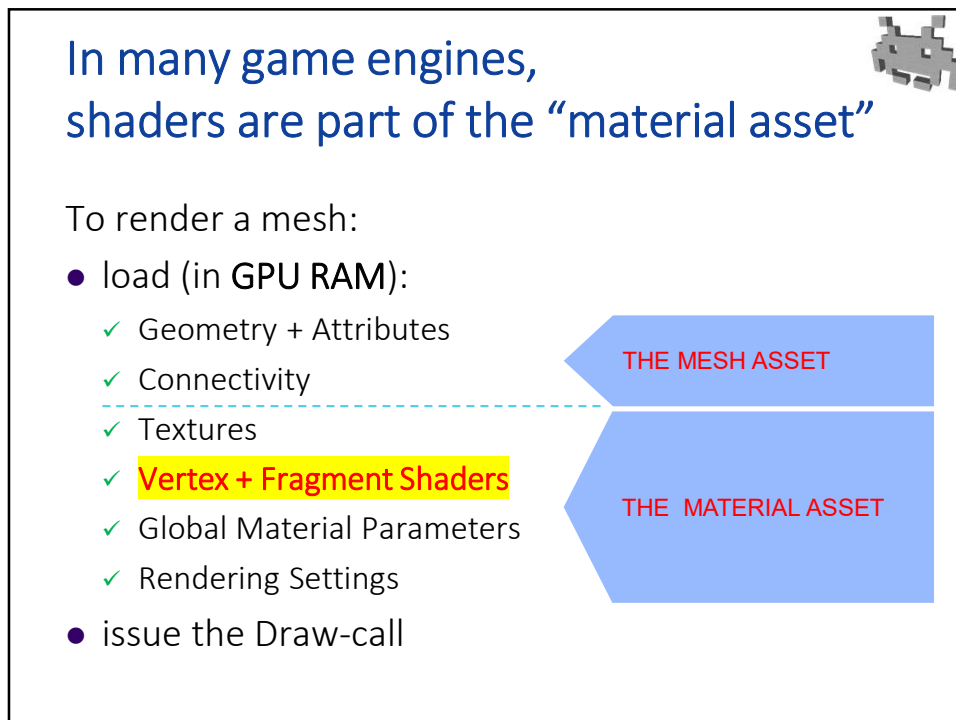 In many game engines,
shaders are part of the “material asset”
To render a mesh:
● load (in GPU RAM):
✓ Geometry + Attributes
✓ Connectivity
✓ Textures
✓ Vertex + Fragment Shaders
✓ Global Material Parameters
✓ Rendering Settings
● issue the Draw-call
THE MESH ASSET
THE MATERIAL ASSET